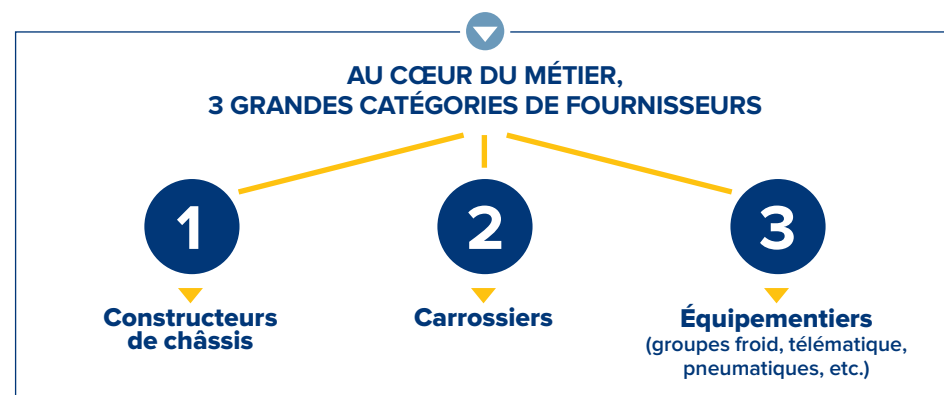 AU CŒUR DU MÉTIER,
3 GRANDES CATÉGORIES DE FOURNISSEURS
1
2
3
Constructeurs
de châssis
Carrossiers
Équipementiers
(groupes froid, télématique,
pneumatiques, etc.)